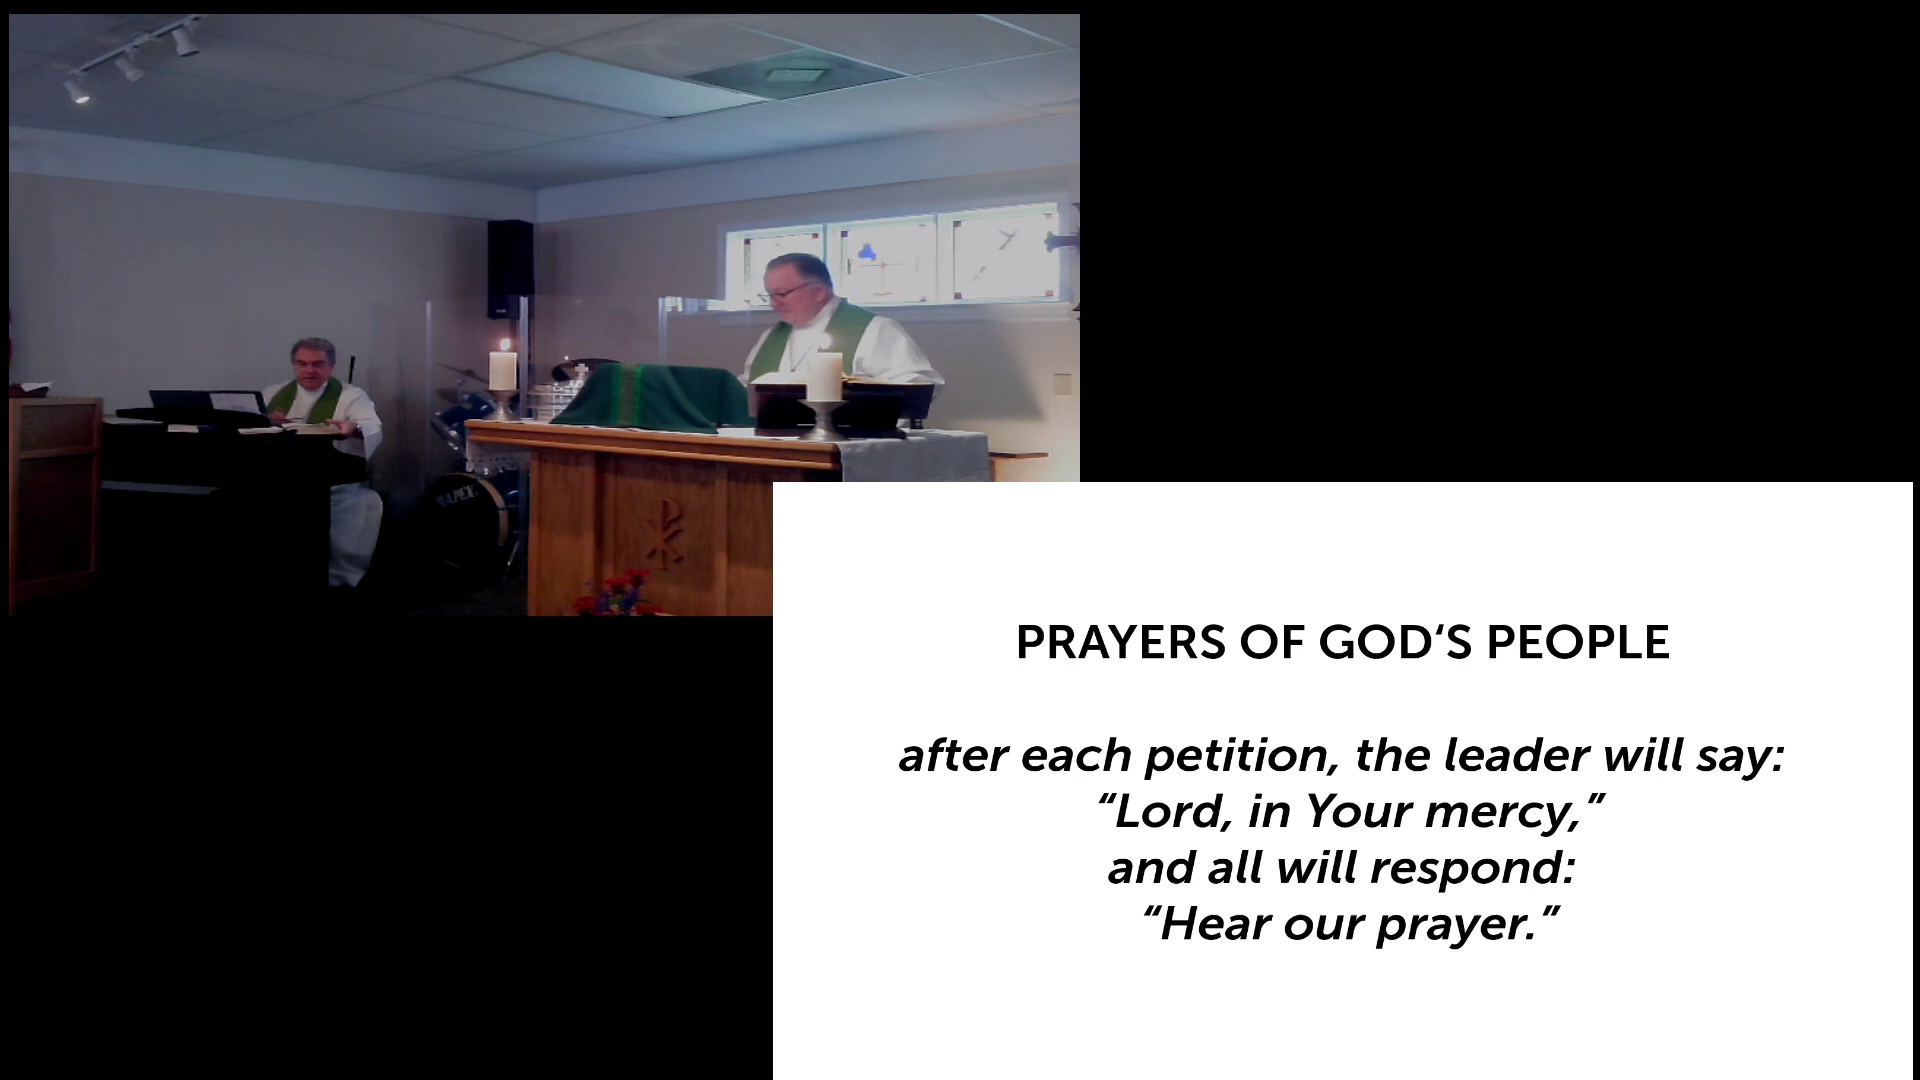 MAPEX
PRAYERS OF GOD‘S PEOPLE
after each petition, the leader will say:
“Lord, in Your mercy,”
and all will respond:
“Hear our prayer.”